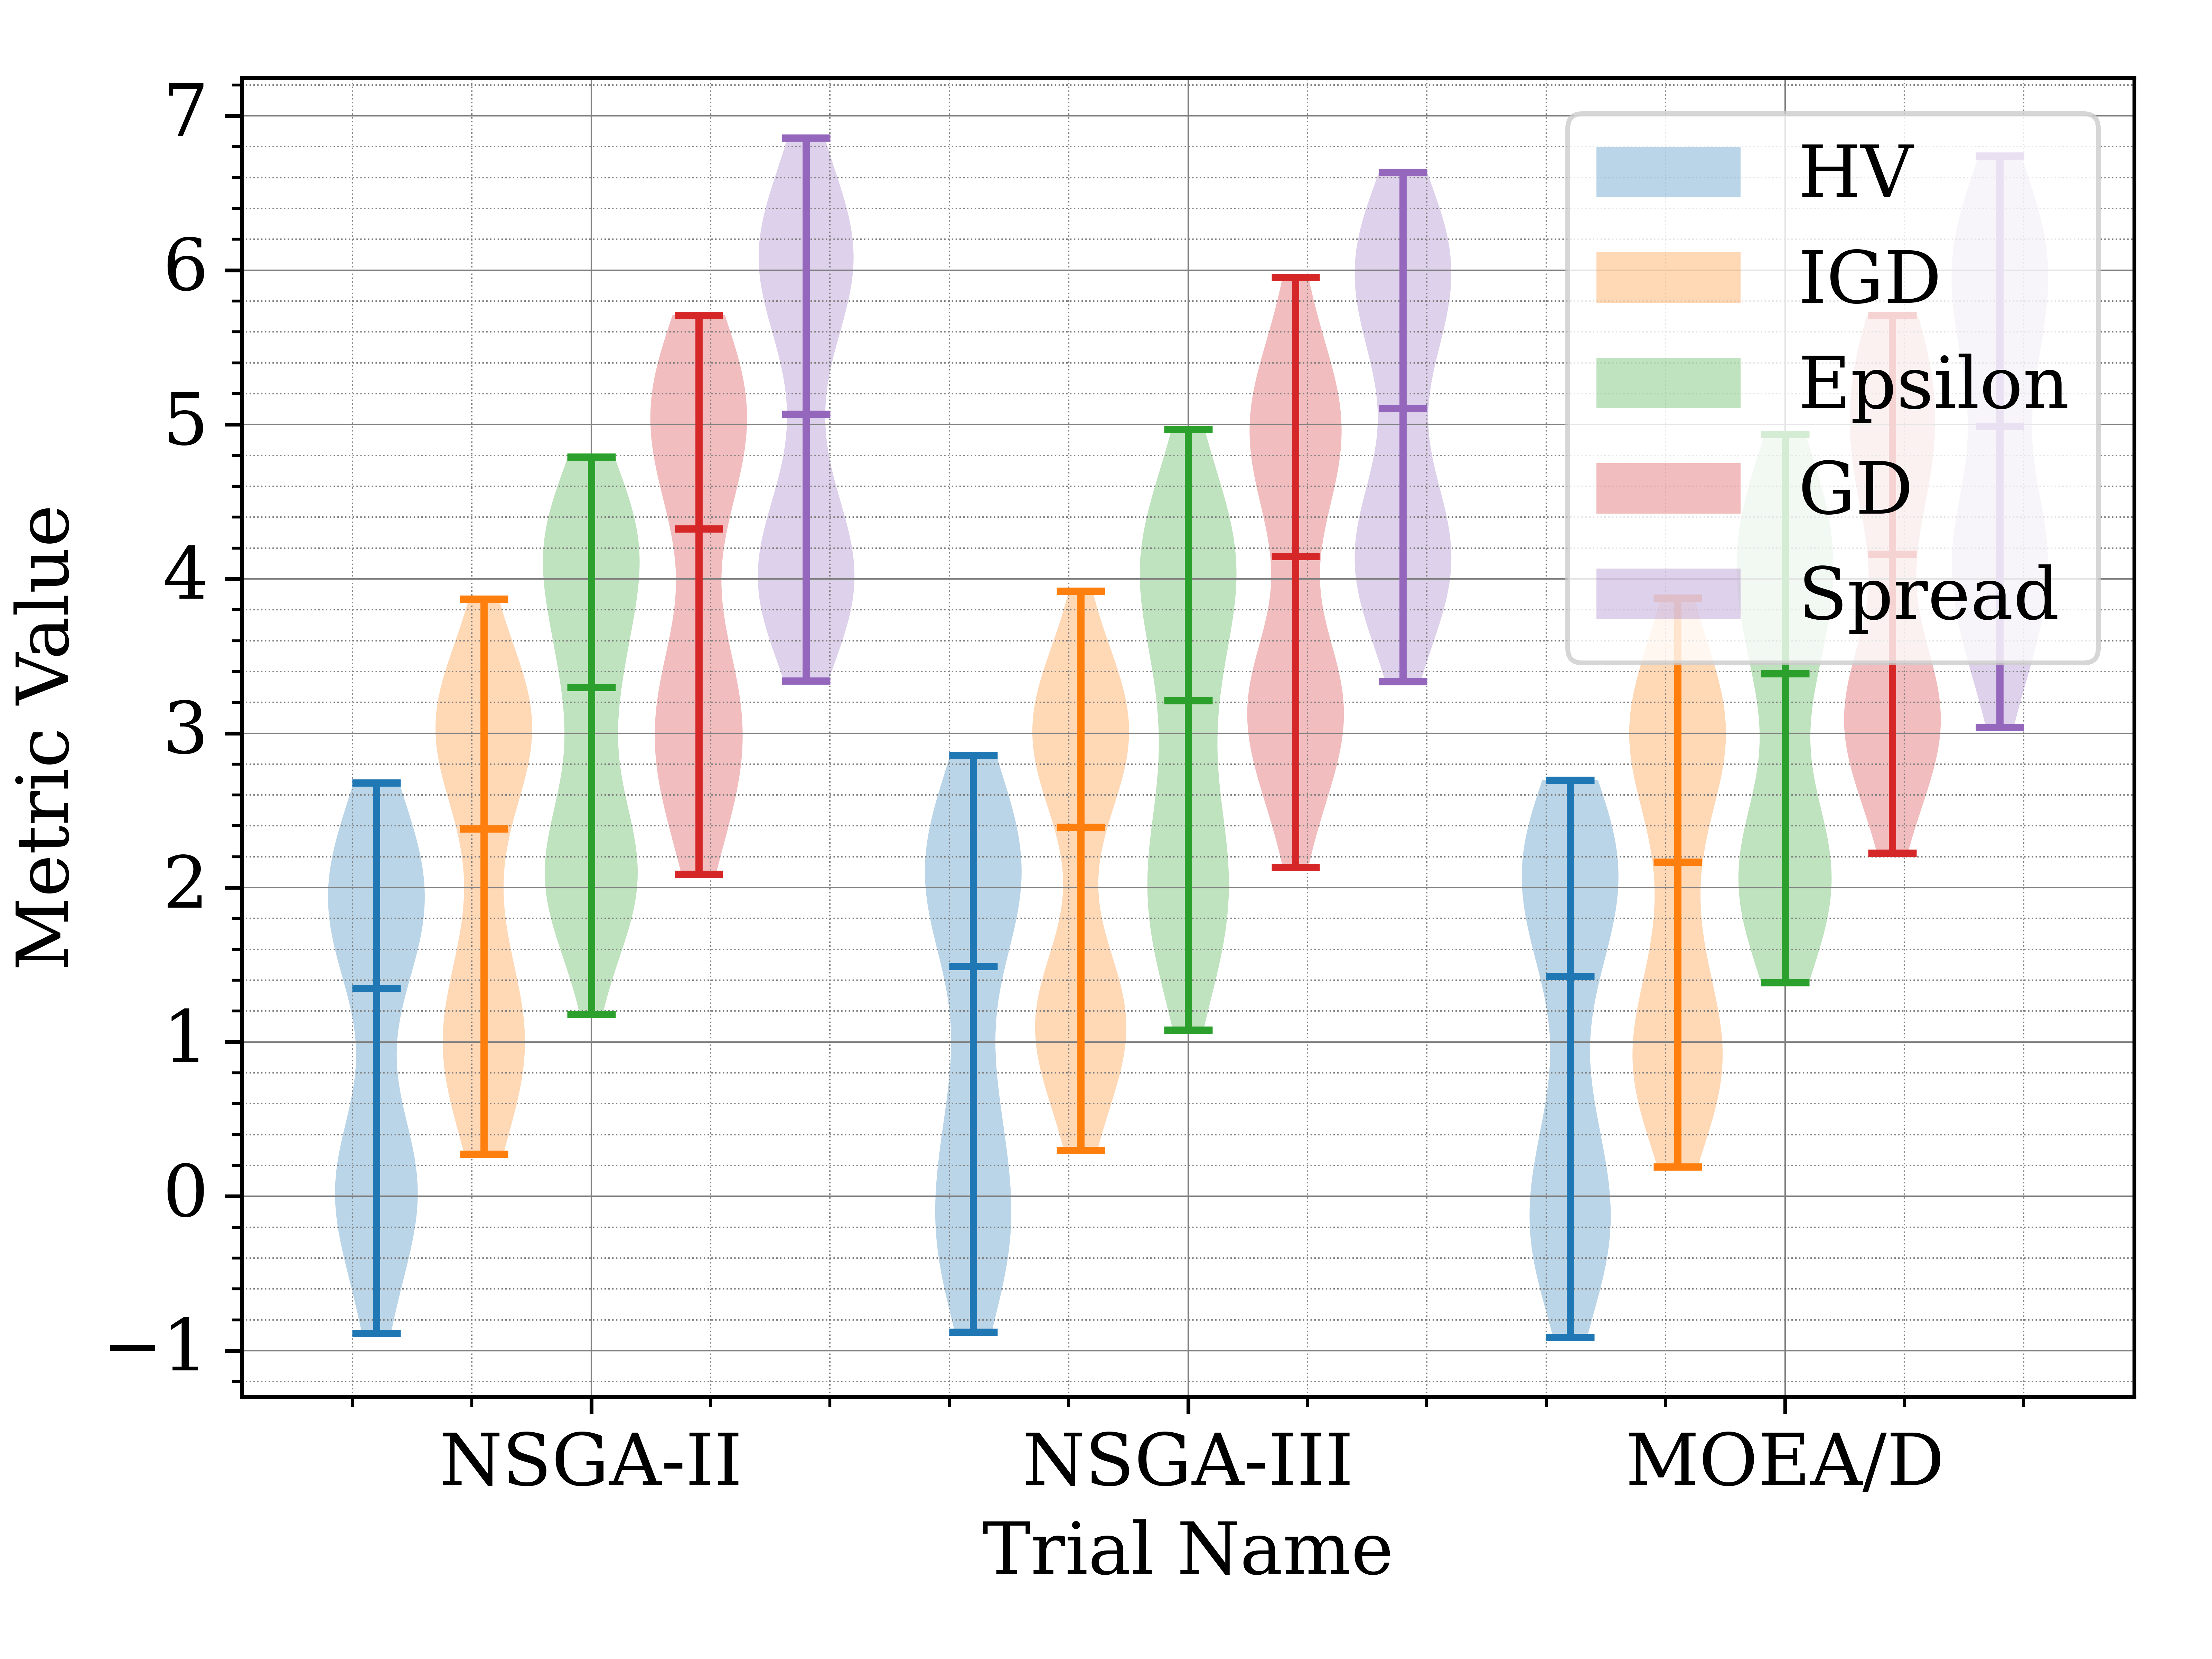 7
6
5
4
3
2
1
0
−1
Metric Value
HV
IGD
Epsilon
GD
Spread
NSGA-II NSGA-III MOEA/D
Trial Name